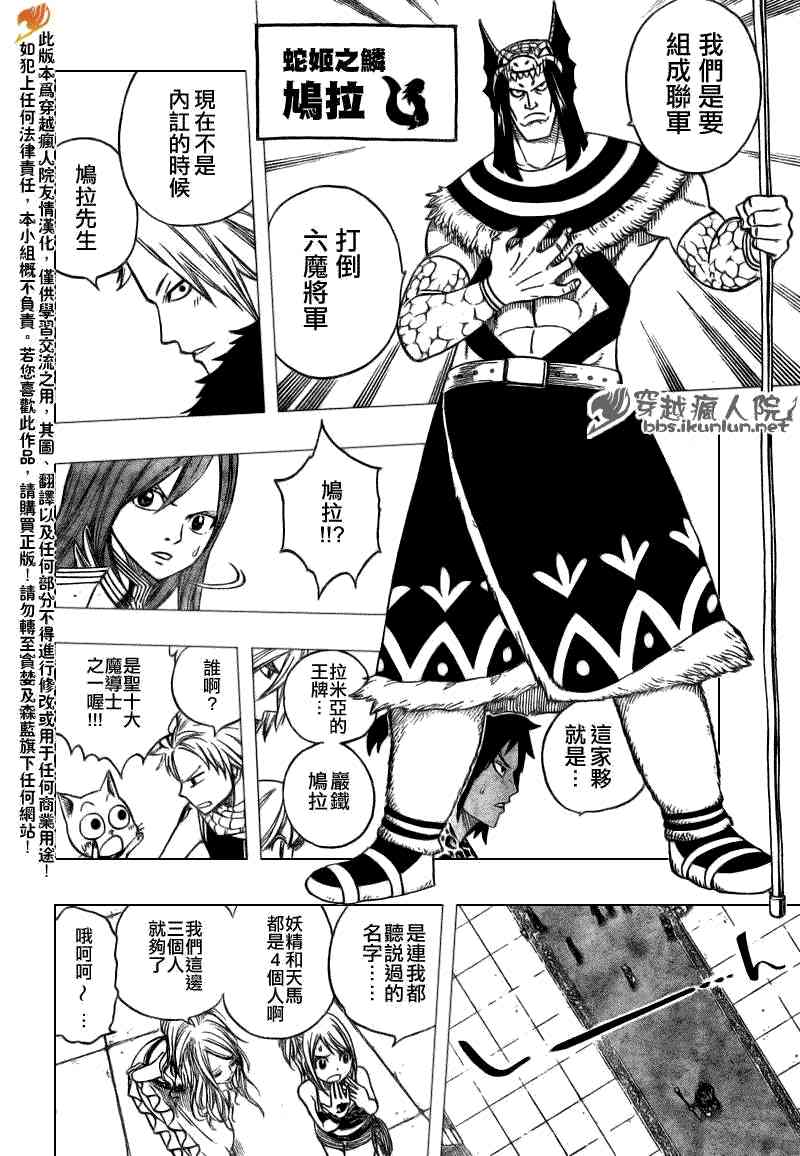 我們是要
組成聯軍
打倒
六魔將軍
蛇姬之鱗
鳩拉
現在不是
內訌的時候
鳩拉先生
鳩拉
!!?
這家夥
就是…
拉米亞的
王牌…
巖鐵
鳩拉
誰啊?
是聖十大
魔導士
之一喔!!!
しーーん
是連我都
聽説過的
名字……
妖精和天馬
都是4個人啊
我們這邊
三個人
就夠了
哦呵呵～…
穿越瘋人院
bbs.ikunlun.net
此版本爲穿越瘋人院友情漢化，僅供學習交流之用，其圖、翻譯以及任何部分不得進行修改或用于任何商業用途！
如犯上任何法律責任，本小組概不負責。若您喜歡此作品，請購買正版！請勿轉至貪婪及森藍旗下任何網站！